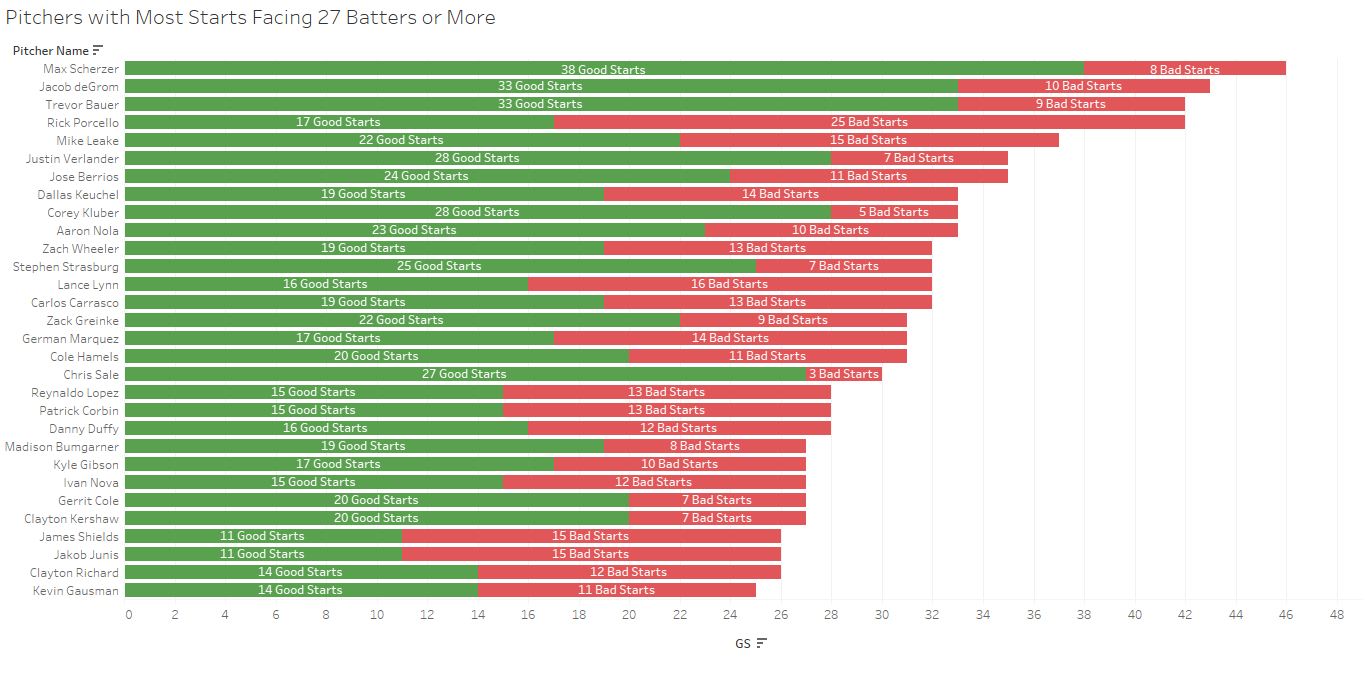 Pitchers with Most Starts Facing 27 Batters or More
Pitcher Name
Max Scherzer 38 Good Starts 8 Bad Starts
Jacob deGrom 33 Good Starts 10 Bad Starts
Trevor Bauer 33 Good Starts 9 Bad Starts
Rick Porcello 17 Good Starts 25 Bad Starts
Mike Leake 22 Good Starts 15 Bad Starts
Justin Verlander 28 Good Starts 7 Bad Starts
Jose Berrios 24 Good Starts 11 Bad Starts
Dallas Keuchel 19 Good Starts 14 Bad Starts
Corey Kluber 28 Good Starts 5 Bad Starts
Aaron Nola 23 Good Starts 10 Bad Starts
Zach Wheeler 19 Good Starts 13 Bad Starts
Stephen Strasburg 25 Good Starts 7 Bad Starts
Lance Lynn 16 Good Starts 16 Bad Starts
Carlos Carrasco 19 Good Starts 13 Bad Starts
Zack Greinke 22 Good Starts 9 Bad Starts
German Marquez 17 Good Starts 14 Bad Starts
Cole Hamels 20 Good Starts 11 Bad Starts
Chris Sale 27 Good Starts 3 Bad Starts
Reynaldo Lopez 15 Good Starts 13 Bad Starts
Patrick Corbin 15 Good Starts 13 Bad Starts
Danny Duffy 16 Good Starts 12 Bad Starts
Madison Bumgarner 19 Good Starts 8 Bad Starts
Kyle Gibson 17 Good Starts 10 Bad Starts
Ivan Nova 15 Good Starts 12 Bad Starts
Gerrit Cole 20 Good Starts 7 Bad Starts
Clayton Kershaw 20 Good Starts 7 Bad Starts
James Shields 11 Good Starts 15 Bad Starts
Jakob Junis 11 Good Starts 15 Bad Starts
Clayton Richard 14 Good Starts 12 Bad Starts
Kevin Gausman 14 Good Starts 11 Bad Starts
0 2 4 6 8 10 12 14 16 18 20 22 24 26 28 30 32 34 36 38 40 42 44 46 48
GS